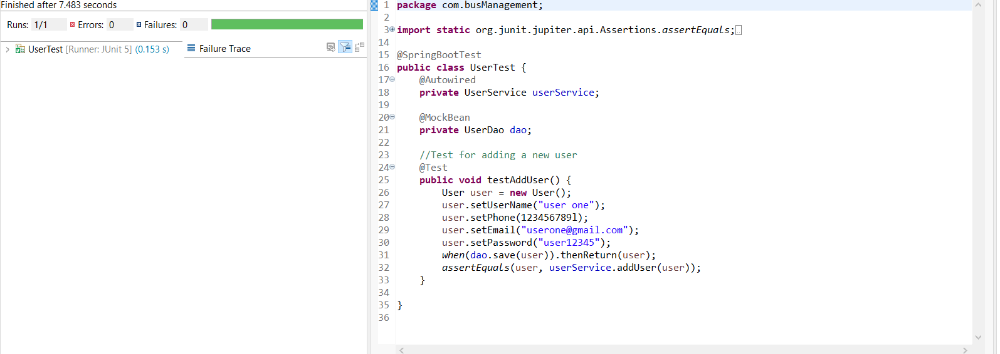 Finished after 7.483 seconds
Runs: 1/1 Errors: 0 Failures: 0
UserTest [Runner: JUnit 5] (0.153 s)
Failure Trace
1 package com.busManagement;
2
3 import static org.junit.jupiter.api.Assertions.assertEquals;
14
15 @SpringBootTest
16 public class UserTest {
17 @Autowired
18 private UserService userService;
19
20 @MockBean
21 private UserDao dao;
22
23 //Test for adding a new user
24 @Test
25 public void testAddUser() {
26 User user = new User();
27 user.setUserName("user one");
28 user.setPhone(123456789l);
29 user.setEmail("userone@gmail.com");
30 user.setPassword("user12345");
31 when(dao.save(user)).thenReturn(user);
32 assertEquals(user, userService.addUser(user));
33 }
34
35 }
36